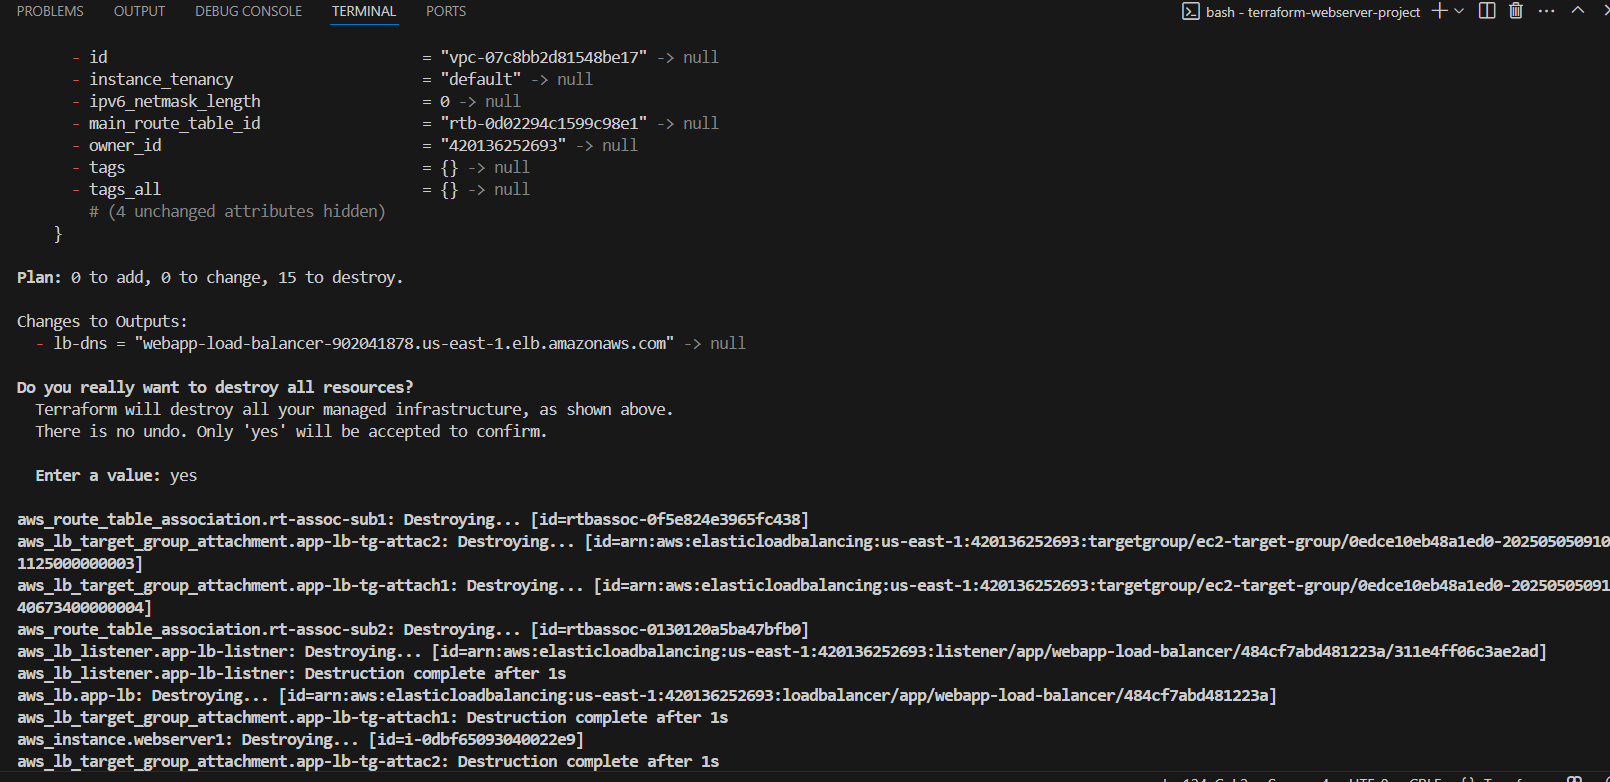 PROBLEMS OUTPUT DEBUG CONSOLE TERMINAL PORTS bash - terraform-webserver-project
- id = "vpc-07c8bb2d81548be17" -> null
- instance_tenancy = "default" -> null
- ipv6_netmask_length = 0 -> null
- main_route_table_id = "rtb-0d02294c1599c98e1" -> null
- owner_id = "420136252693" -> null
- tags = {} -> null
- tags_all = {} -> null
# (4 unchanged attributes hidden)
}
Plan: 0 to add, 0 to change, 15 to destroy.
Changes to Outputs:
- lb-dns = "webapp-load-balancer-902041878.us-east-1.elb.amazonaws.com" -> null
Do you really want to destroy all resources?
Terraform will destroy all your managed infrastructure, as shown above.
There is no undo. Only 'yes' will be accepted to confirm.
Enter a value: yes
aws_route_table_association.rt-assoc-sub1: Destroying... [id=rtbassoc-0f5e824e3965fc438]
aws_lb_target_group_attachment.app-lb-tg-attac2: Destroying... [id=arn:aws:elasticloadbalancing:us-east-1:420136252693:targetgroup/ec2-target-group/0edce10eb48a1ed0-202505050910
1125000000003]
aws_lb_target_group_attachment.app-lb-tg-attach1: Destroying... [id=arn:aws:elasticloadbalancing:us-east-1:420136252693:targetgroup/ec2-target-group/0edce10eb48a1ed0-20250505091
40673400000004]
aws_route_table_association.rt-assoc-sub2: Destroying... [id=rtbassoc-0130120a5ba47bfb0]
aws_lb_listener.app-lb-listner: Destroying... [id=arn:aws:elasticloadbalancing:us-east-1:420136252693:listener/app/webapp-load-balancer/484cf7abd481223a/311e4ff06c3ae2ad]
aws_lb_listener.app-lb-listner: Destruction complete after 1s
aws_lb.app-lb: Destroying... [id=arn:aws:elasticloadbalancing:us-east-1:420136252693:loadbalancer/app/webapp-load-balancer/484cf7abd481223a]
aws_lb_target_group_attachment.app-lb-tg-attach1: Destruction complete after 1s
aws_instance.webserver1: Destroying... [id=i-0dbf65093040022e9]
aws_lb_target_group_attachment.app-lb-tg-attac2: Destruction complete after 1s